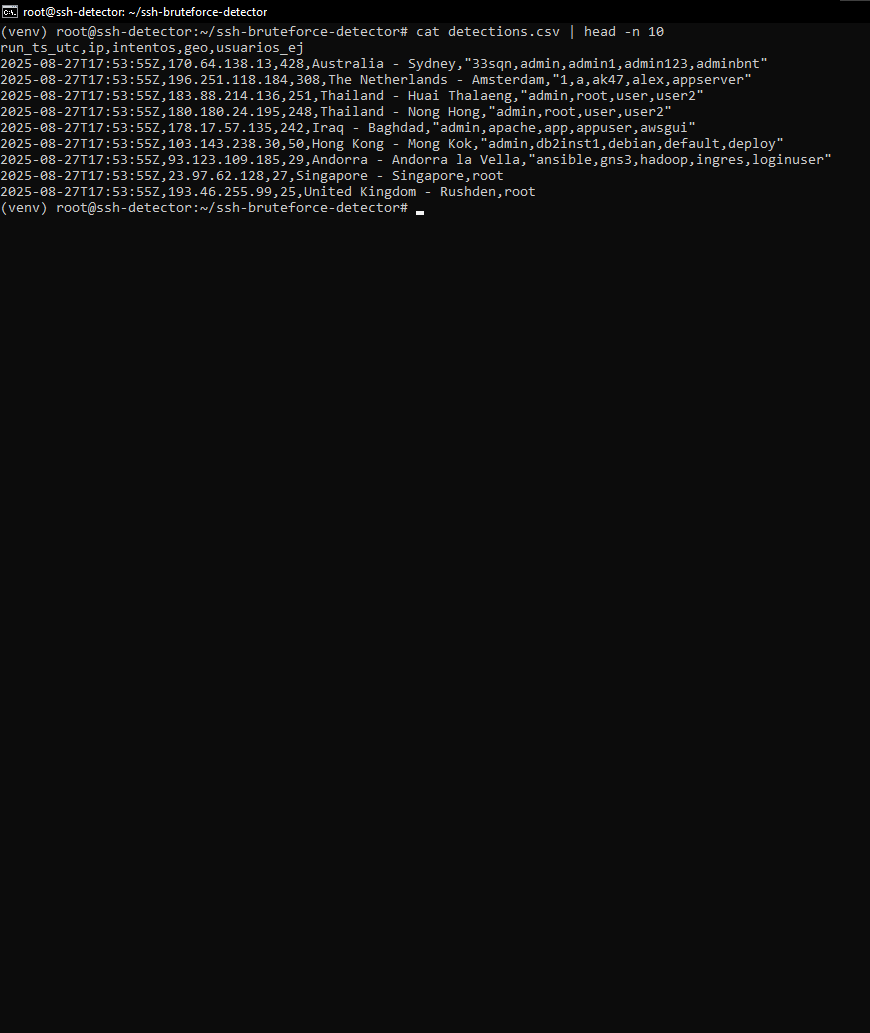 root@ssh-detector: ~/ssh-bruteforce-detector
(venv) root@ssh-detector:~/ssh-bruteforce-detector# cat detections.csv | head -n 10
run_ts_utc,ip,intentos,geo,usuarios_ej
2025-08-27T17:53:55Z,170.64.138.13,428,Australia - Sydney,"33sqn,admin,admin1,admin123,adminbnt"
2025-08-27T17:53:55Z,196.251.118.184,308,The Netherlands - Amsterdam,"1,a,ak47,alex,appserver"
2025-08-27T17:53:55Z,183.88.214.136,251,Thailand - Huai Thalaeng,"admin,root,user,user2"
2025-08-27T17:53:55Z,180.180.24.195,248,Thailand - Nong Hong,"admin,root,user,user2"
2025-08-27T17:53:55Z,178.17.57.135,242,Iraq - Baghdad,"admin,apache,app,appuser,awsgui"
2025-08-27T17:53:55Z,103.143.238.30,50,Hong Kong - Mong Kok,"admin,db2inst1,debian,default,deploy"
2025-08-27T17:53:55Z,93.123.109.185,29,Andorra - Andorra la Vella,"ansible,gns3,hadoop,ingres,loginuser"
2025-08-27T17:53:55Z,23.97.62.128,27,Singapore - Singapore,root
2025-08-27T17:53:55Z,193.46.255.99,25,United Kingdom - Rushden,root
(venv) root@ssh-detector:~/ssh-bruteforce-detector#